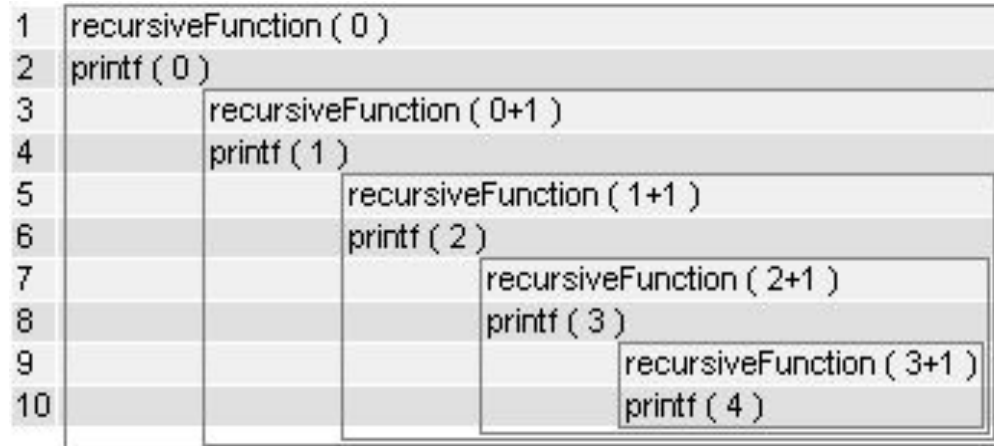 1 recursiveFunction ( 0 )
2 printf ( 0 )
3 recursiveFunction ( 0+1 )
4 printf ( 1 )
5 recursiveFunction ( 1+1 )
6 printf ( 2 )
7 recursiveFunction ( 2+1 )
8 printf ( 3 )
9 recursiveFunction ( 3+1 )
10 printf ( 4 )